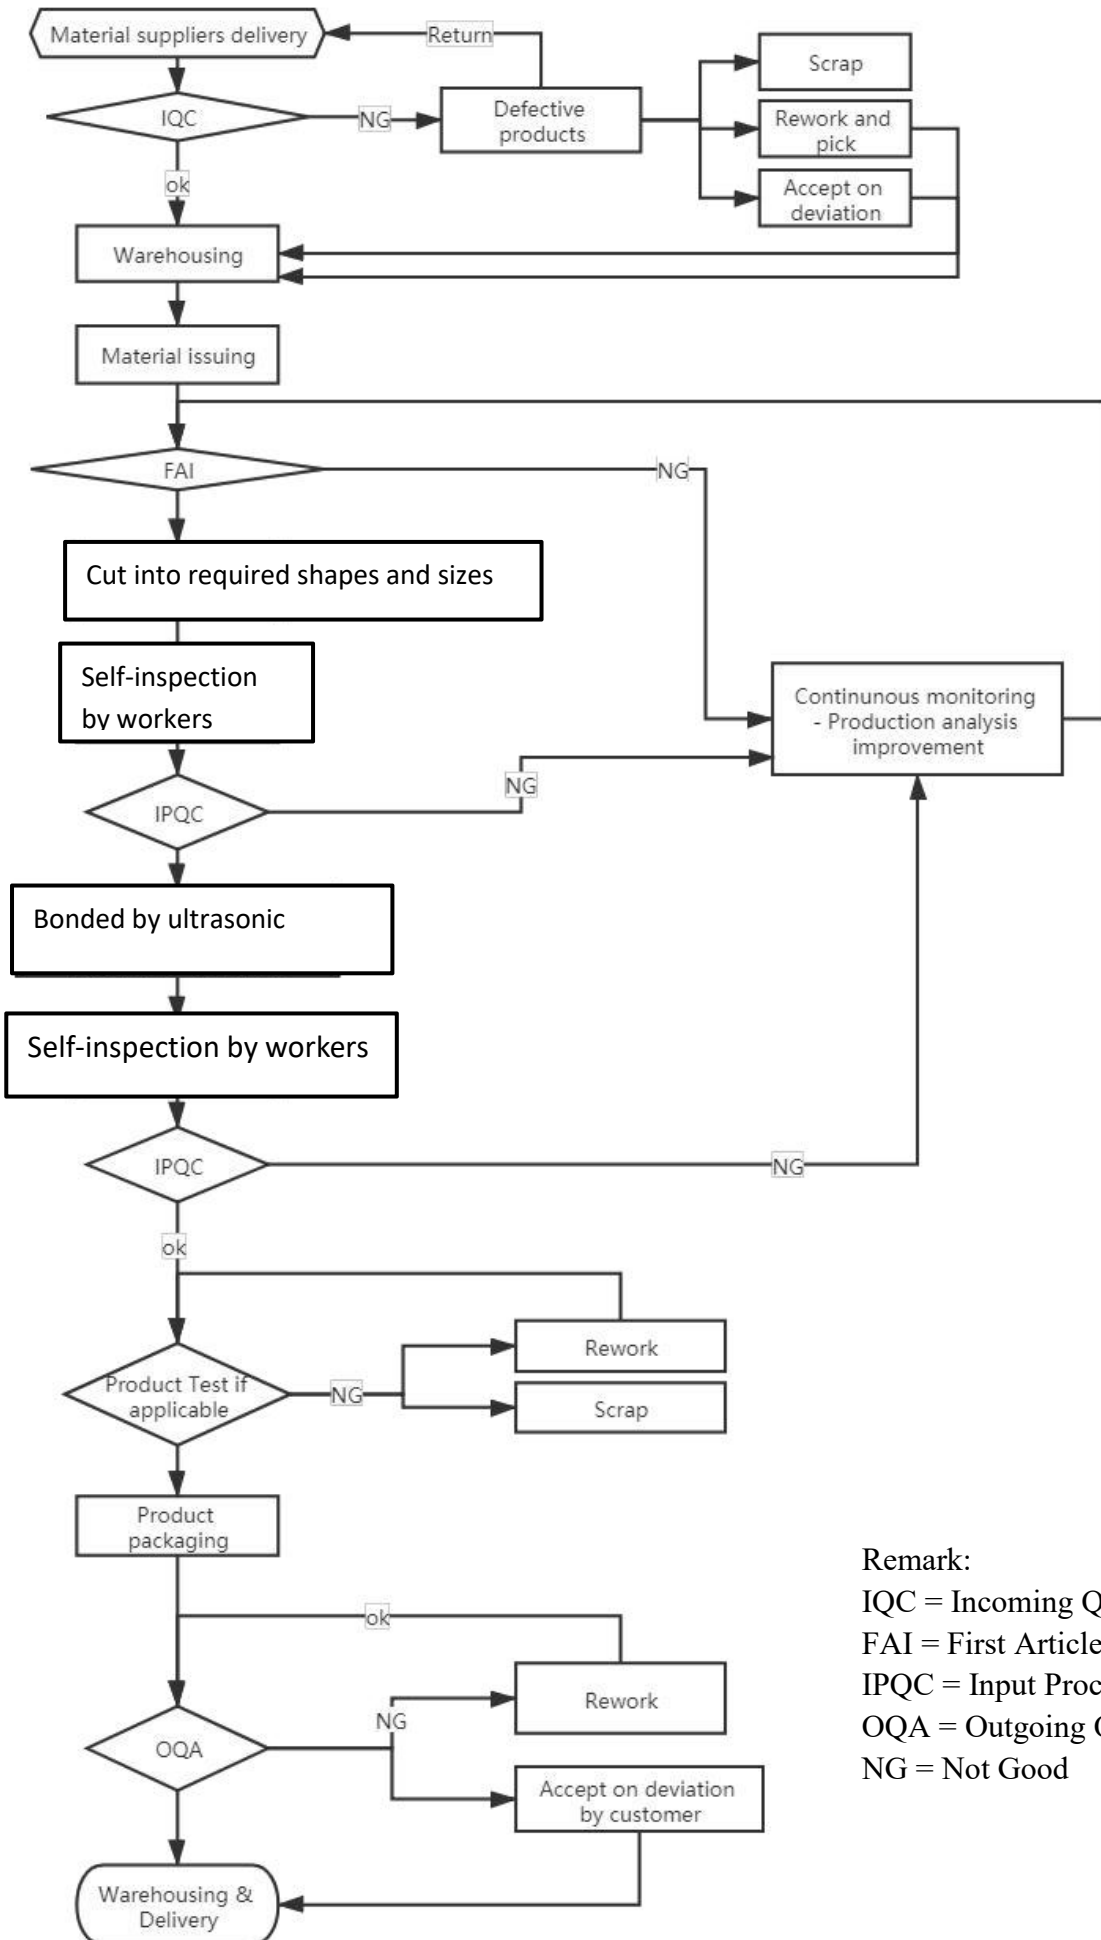 Material suppliers delivery
Return
Scrap
IQC
NG
Defective
products
Rework and
pick
ok
Accept on
deviation
Warehousing
Material issuing
FAI
NG
Cut into required shapes and sizes
Self-inspection
by workers
Continunous monitoring
- Production analysis
improvement
NG
IPQC
Bonded by ultrasonic
Self-inspection by workers
IPQC
NG
ok
Rework
Product Test if
applicable
NG
Scrap
Product
packaging
ok
Rework
NG
OQA
Accept on deviation
by customer
Warehousing &
Delivery
Remark:
IQC = Incoming
FAI = First Article
IPQC = Input
OQA = Outgoing
NG = Not Good